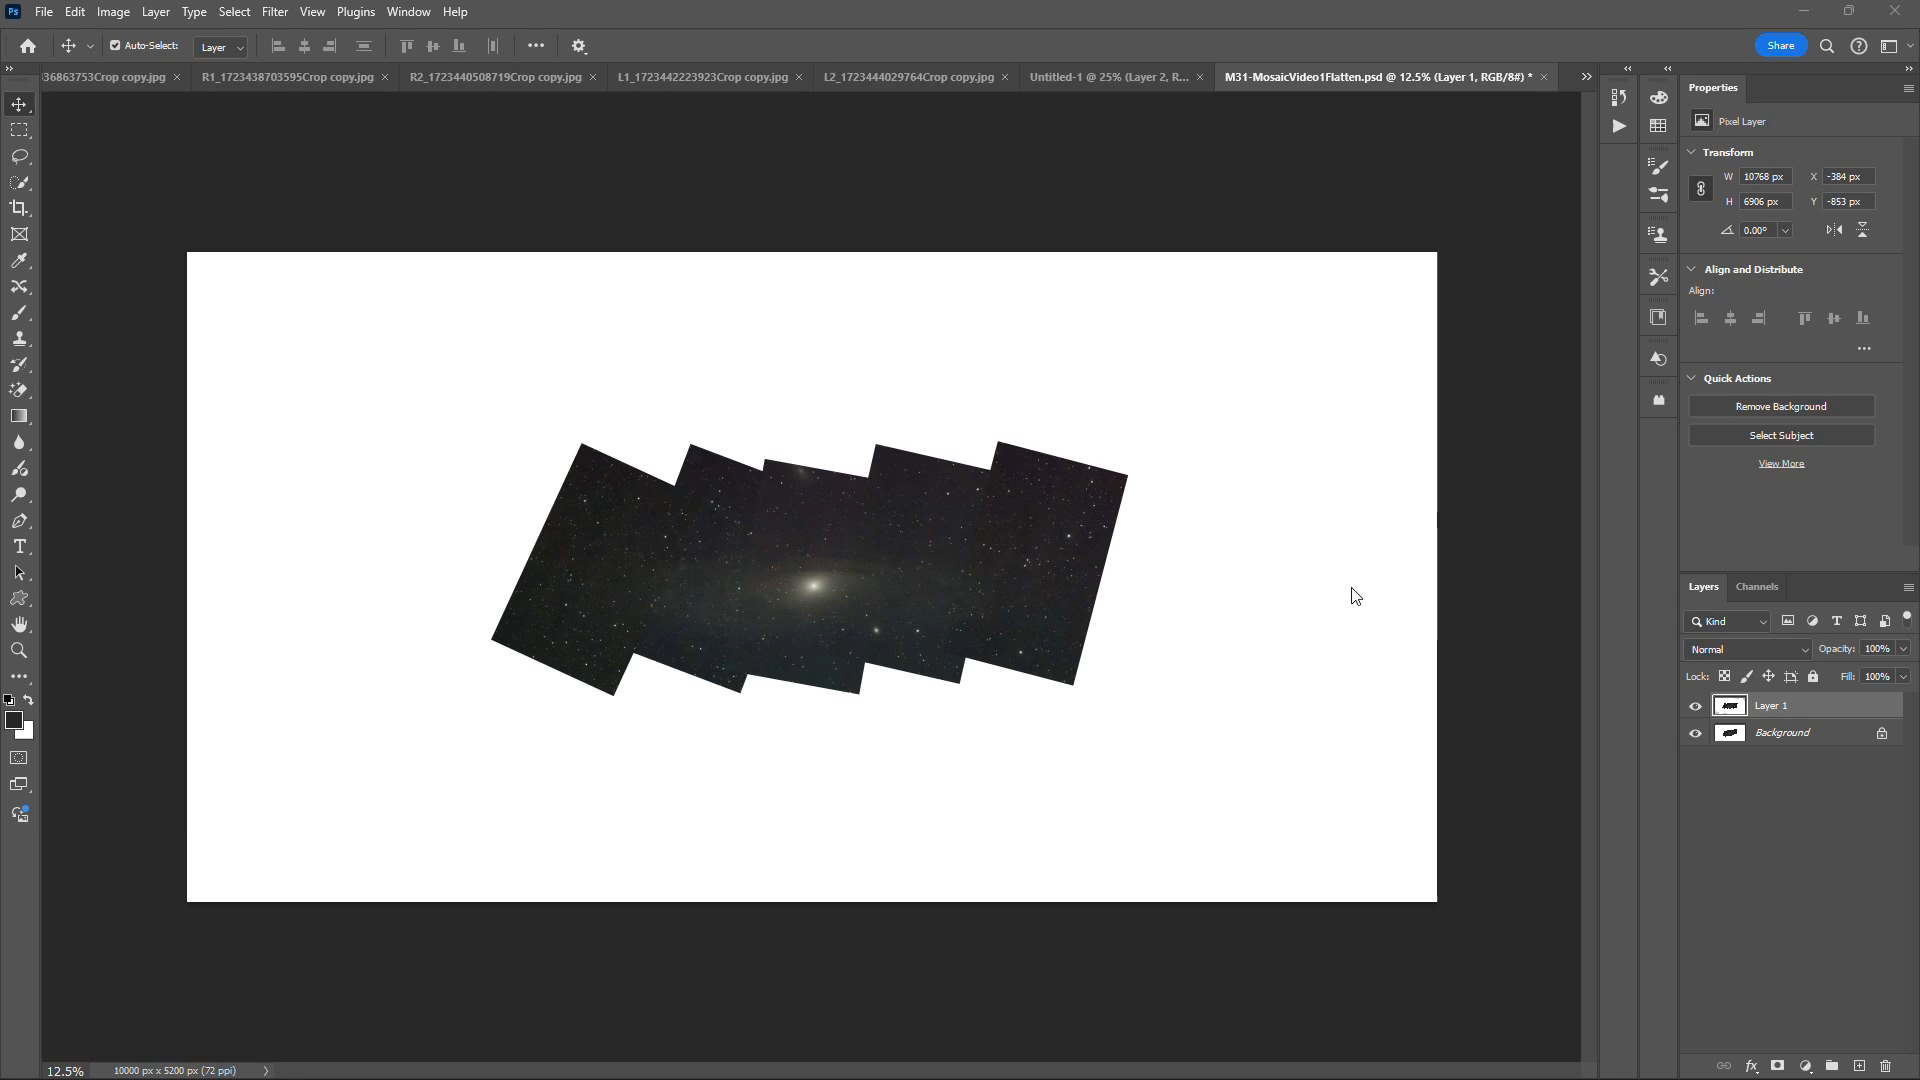 Ps File Edit Image Layer Type Select Filter View Plugins Window Help
Auto-Select: Layer Share
36863753Crop copy.jpg R1_1723438703595Crop copy.jpg R2_1723440508719Crop copy.jpg L1_1723442223923Crop copy.jpg L2_1723444029764Crop copy.jpg Untitled-1 @ 25% (Layer 2, R... M31-MosaicVideo1Flatten.psd @ 12.5% (Layer 1, RGB/8#) *
Properties
Pixel Layer
Transform
W 10768 px X -384 px
H 6906 px Y -853 px
0.00°
Align and Distribute
Align:
Quick Actions
Remove Background
Select Subject
View More
Layers Channels
Kind
Normal Opacity: 100%
Lock: Fill: 100%
Layer 1
Background
fx
12.5% 10000 px x 5200 px (72 ppi)